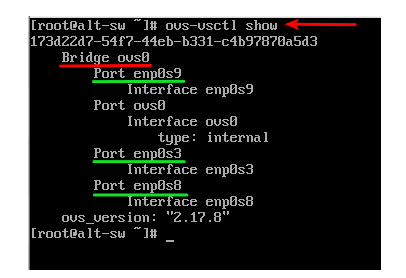 [root@alt-sw ~]# ovs-vsctl show
173d22d7-54f7-44eb-b331-c4b97870a5d3
    Bridge ovs0
        Port enp0s9
            Interface enp0s9
        Port ovs0
            Interface ovs0
                type: internal
        Port enp0s3
            Interface enp0s3
        Port enp0s8
            Interface enp0s8
    ovs_version: "2.17.8"
[root@alt-sw ~]# _